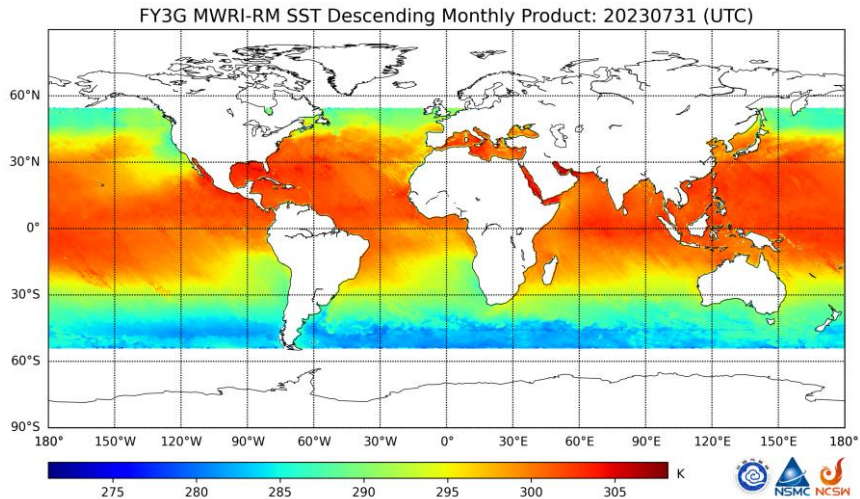 FY3G MWRI-RM SST Descending Monthly Product: 20230731 (UTC)
60°N
30°N
0°
30°S
60°S
90°S
180° 150°W 120°W 90°W 60°W 30°W 0° 30°E 60°E 90°E 120°E 150°E 180°
275 280 285 290 295 300 305 K
NSMC NCSW